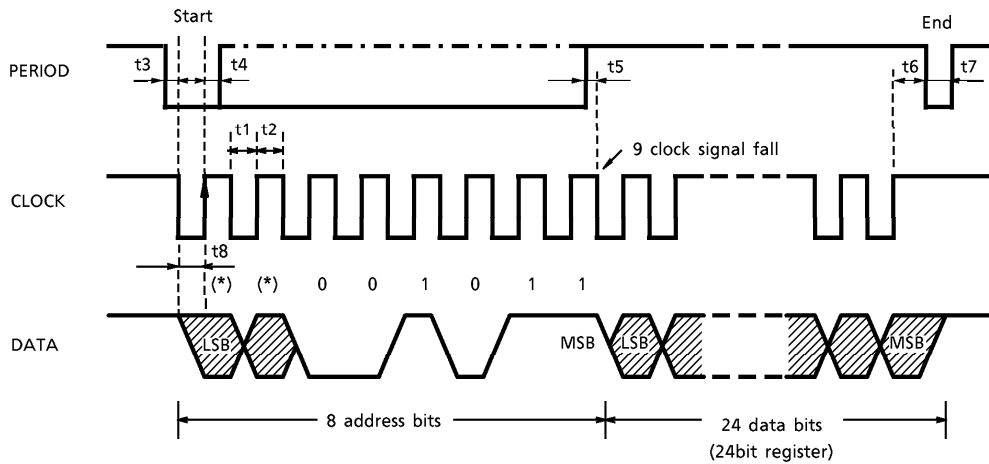 Start
End
PERIOD
t3
t4
t5
t6
t7
t1
t2
9 clock signal fall
CLOCK
t8
(*) (*) 0 0 1 0 1 1
DATA
LSB
MSB
LSB
MSB
8 address bits
24 data bits
(24bit register)